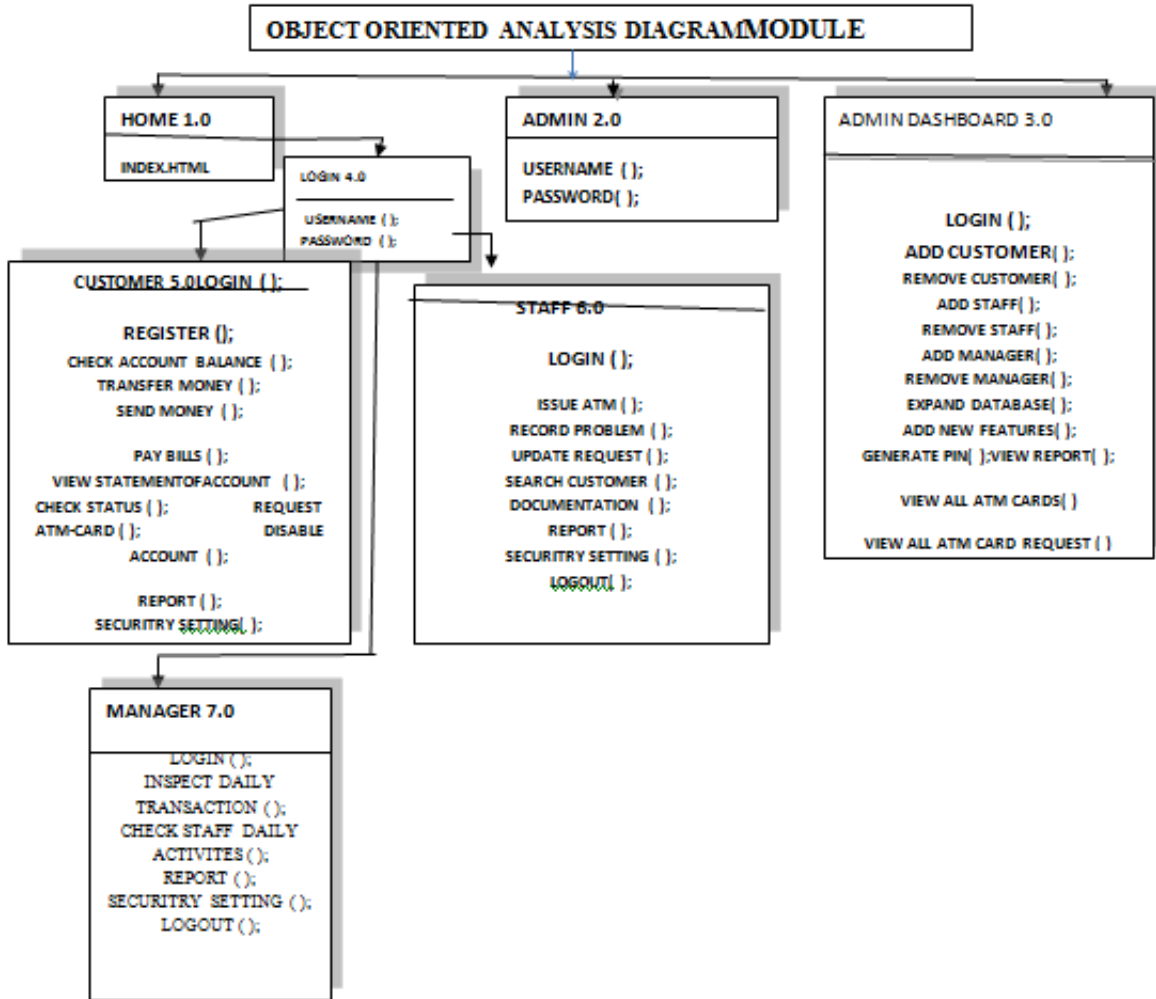 OBJECT ORIENTED ANALYSIS DIAGRAMMODULE
HOME 1.0
INDEX.HTML
LOGIN 4.0
USERNAME ( );
PASSWORD ( );
ADMIN 2.0
USERNAME ( );
PASSWORD( );
ADMIN DASHBOARD 3.0
LOGIN ( );
ADD CUSTOMER( );
REMOVE CUSTOMER( );
ADD STAFF( );
REMOVE STAFF( );
ADD MANAGER( );
REMOVE MANAGER( );
EXPAND DATABASE( );
ADD NEW FEATURES( );
GENERATE PIN( );VIEW REPORT( );
VIEW ALL ATM CARDS( )
VIEW ALL ATM CARD REQUEST ( )
CUSTOMER 5.0LOGIN ( );
REGISTER ();
CHECK ACCOUNT BALANCE ( );
TRANSFER MONEY ( );
SEND MONEY ( );
PAY BILLS ( );
VIEW STATEMENTOFACCOUNT ( );
CHECK STATUS ( ); REQUEST
ATM-CARD ( ); DISABLE
ACCOUNT ( );
REPORT ( );
SECURITRY SETTING( );
STAFF 6.0
LOGIN ( );
ISSUE ATM ( );
RECORD PROBLEM ( );
UPDATE REQUEST ( );
SEARCH CUSTOMER ( );
DOCUMENTATION ( );
REPORT ( );
SECURITRY SETTING ( );
LOGOUT( );
MANAGER 7.0
LOGIN ( );
INSPECT DAILY
TRANSACTION ( );
CHECK STAFF DAILY
ACTIVITES ( );
REPORT ( );
SECURITRY SETTING ( );
LOGOUT ( );